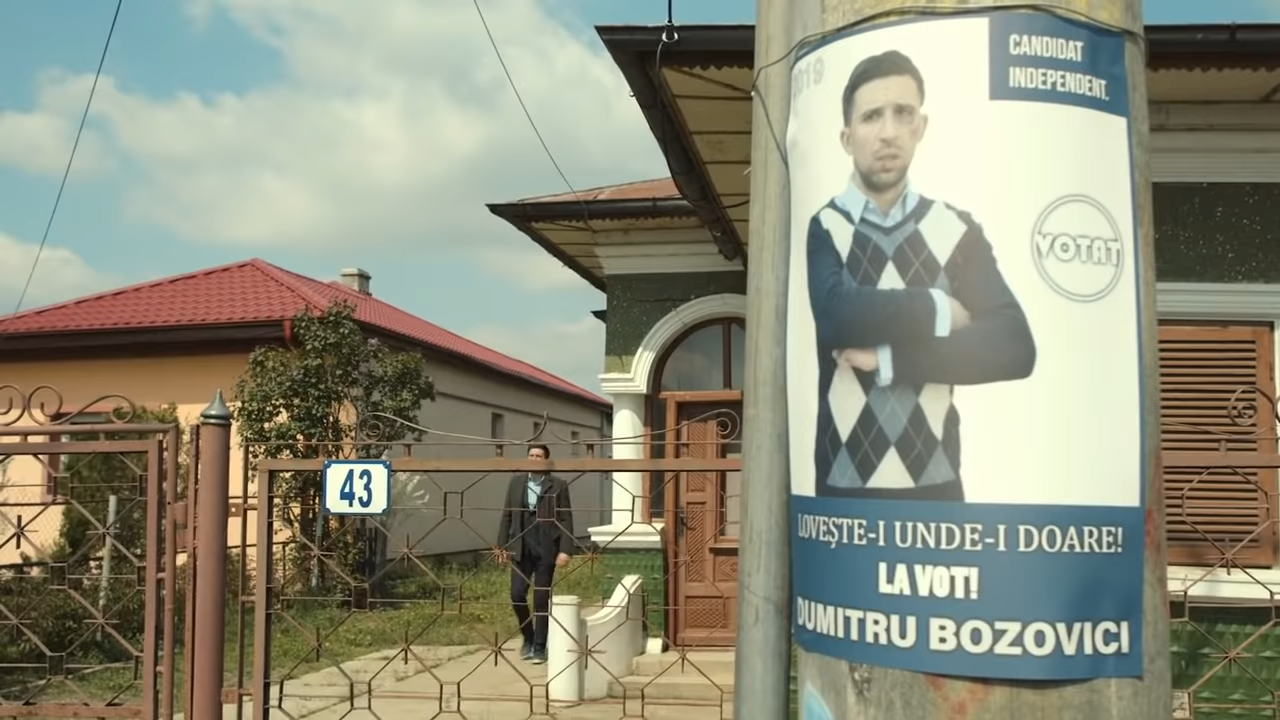 2019
CANDIDAT
INDEPENDENT.
VOTAT
43
LOVEȘTE-I UNDE-I DOARE!
LA VOT!
DUMITRU BOZOVICI